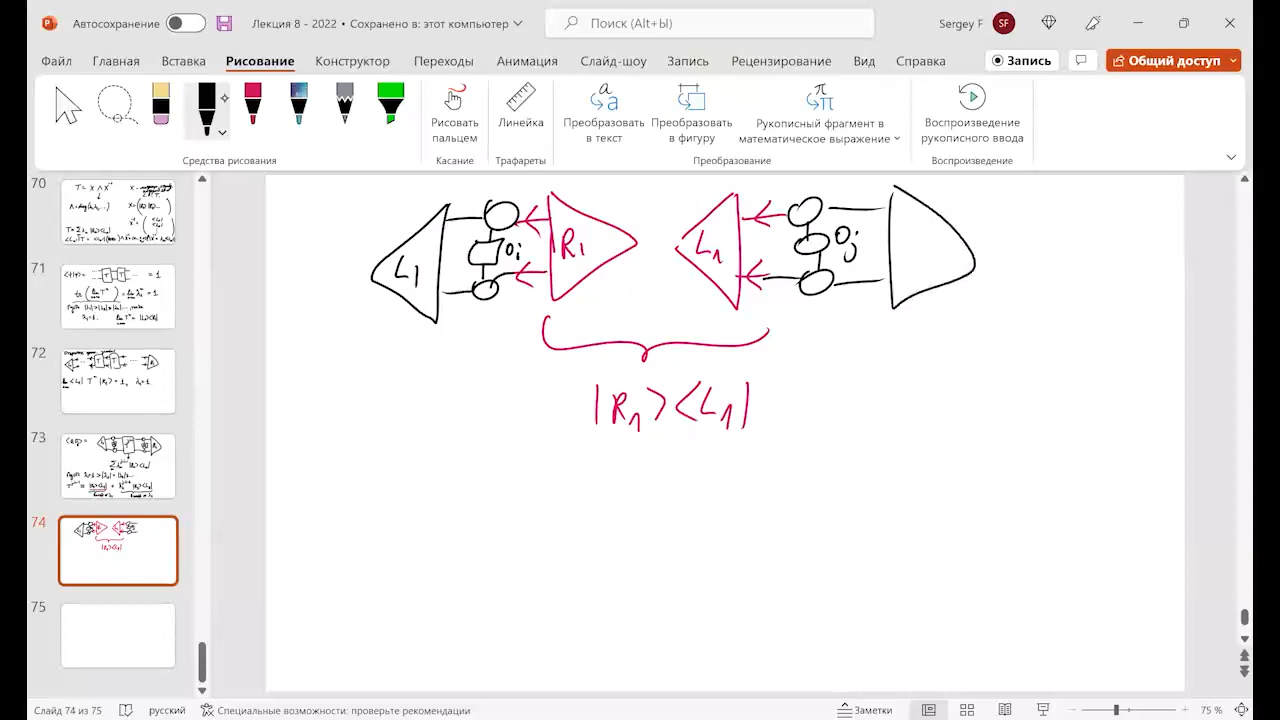 Автосохранение
Лекция 8 - 2022 • Сохранено в: этот компьютер
Поиск (Alt+Ы)
Sergey F
SF
Файл Главная Вставка Рисование Конструктор Переходы Анимация Слайд-шоу Запись Рецензирование Вид Справка
Запись
Общий доступ
Рисовать пальцем
Линейка
Преобразовать в текст
Преобразовать в фигуру
Рукописный фрагмент в математическое выражение
Воспроизведение рукописного ввода
Средства рисования
Касание
Трафареты
Преобразование
Воспроизведение
70
71
72
73
74
75
L1 Oi R1 L1 Oj
|R1><L1|
Слайд 74 из 75
русский
Специальные возможности: проверьте рекомендации
Заметки
75 %